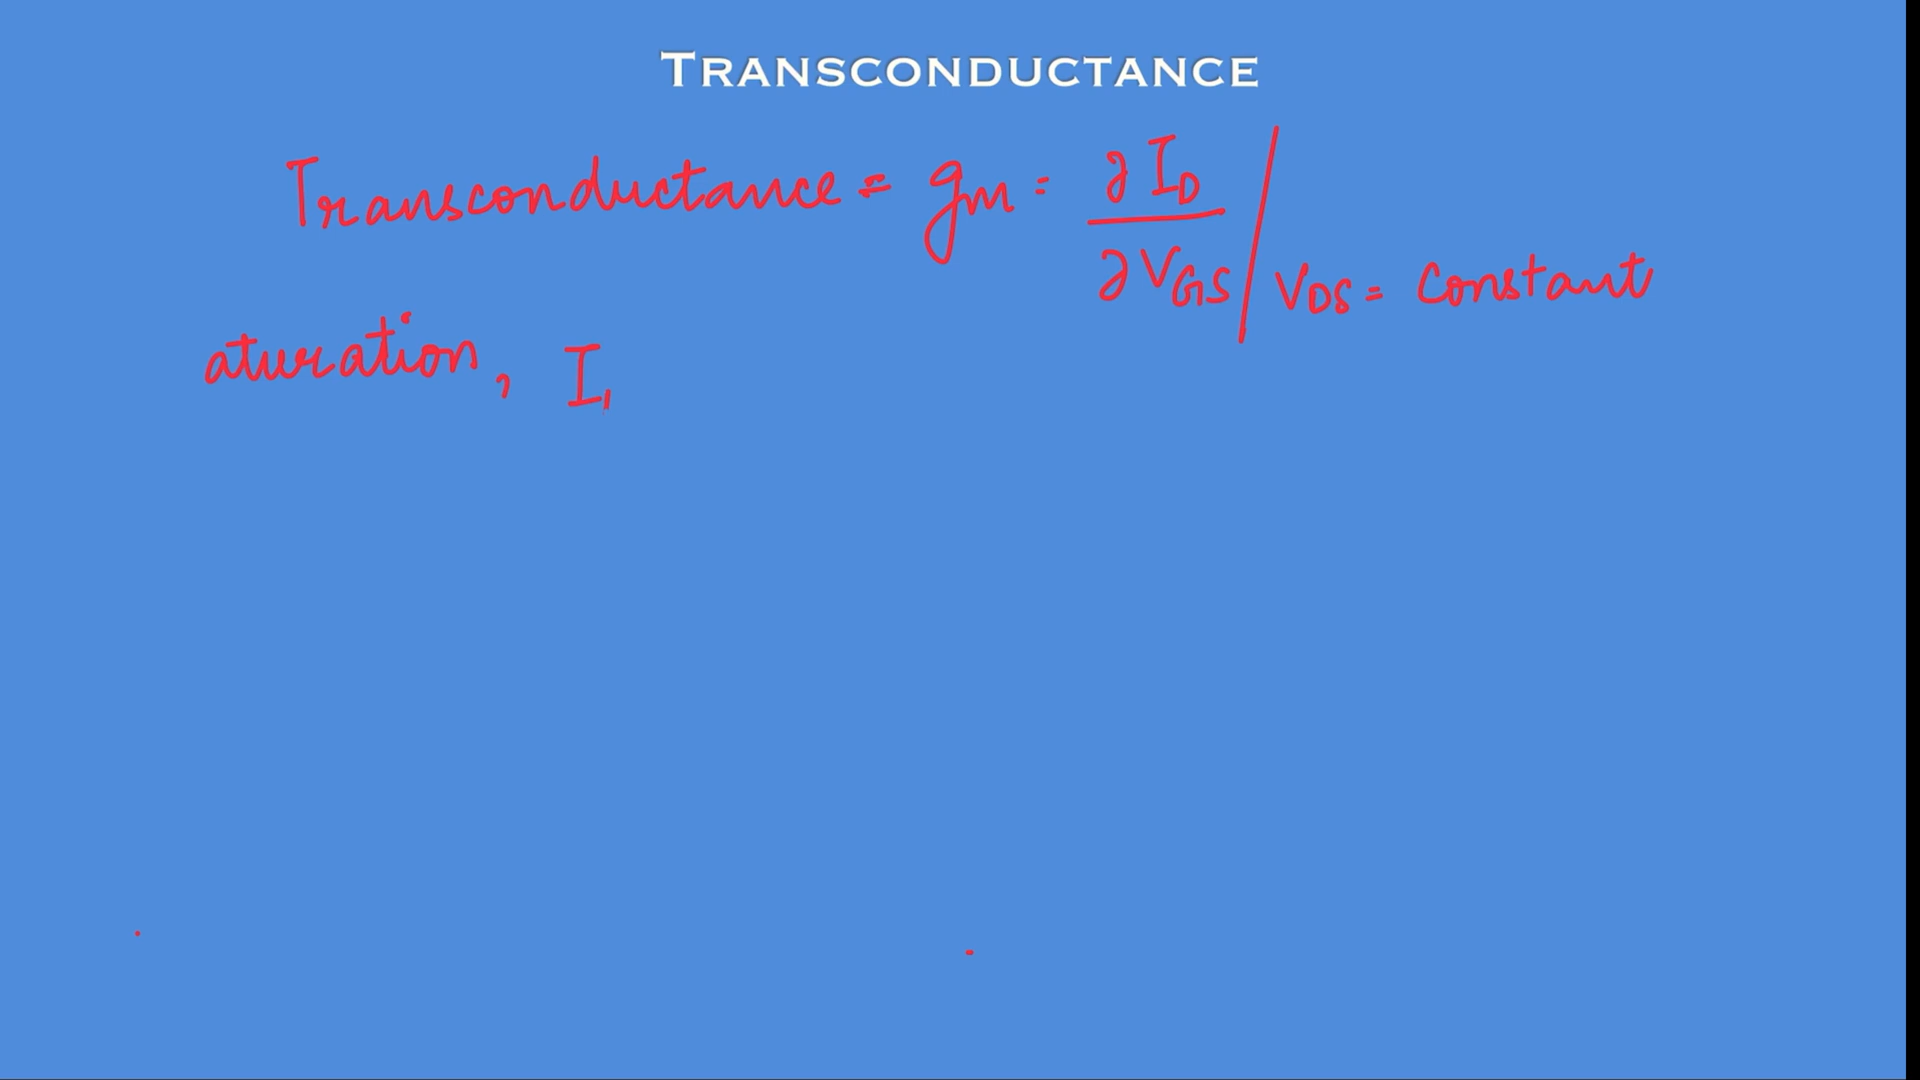 TRANSCONDUCTANCE
Transconductance = gm = ∂ID / ∂VGS | VDS = Constant
aturation, I